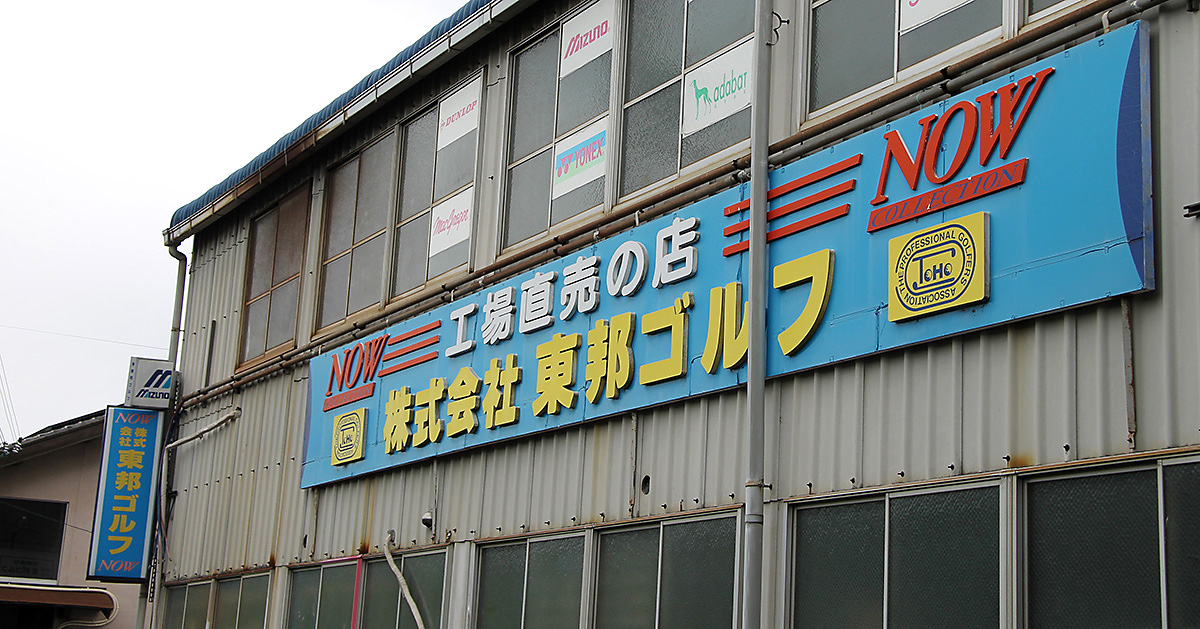 MIZUNO
adabat
DUNLOP
YONEX
MacGregor
NOW
COLLECTION
工場直売の店
NOW
株式会社 東邦ゴルフ
THE PROFESSIONAL GOLFERS' ASSOCIATION
TOHO
MIZUNO
NOW
株式
会社
東邦ゴルフ
NOW